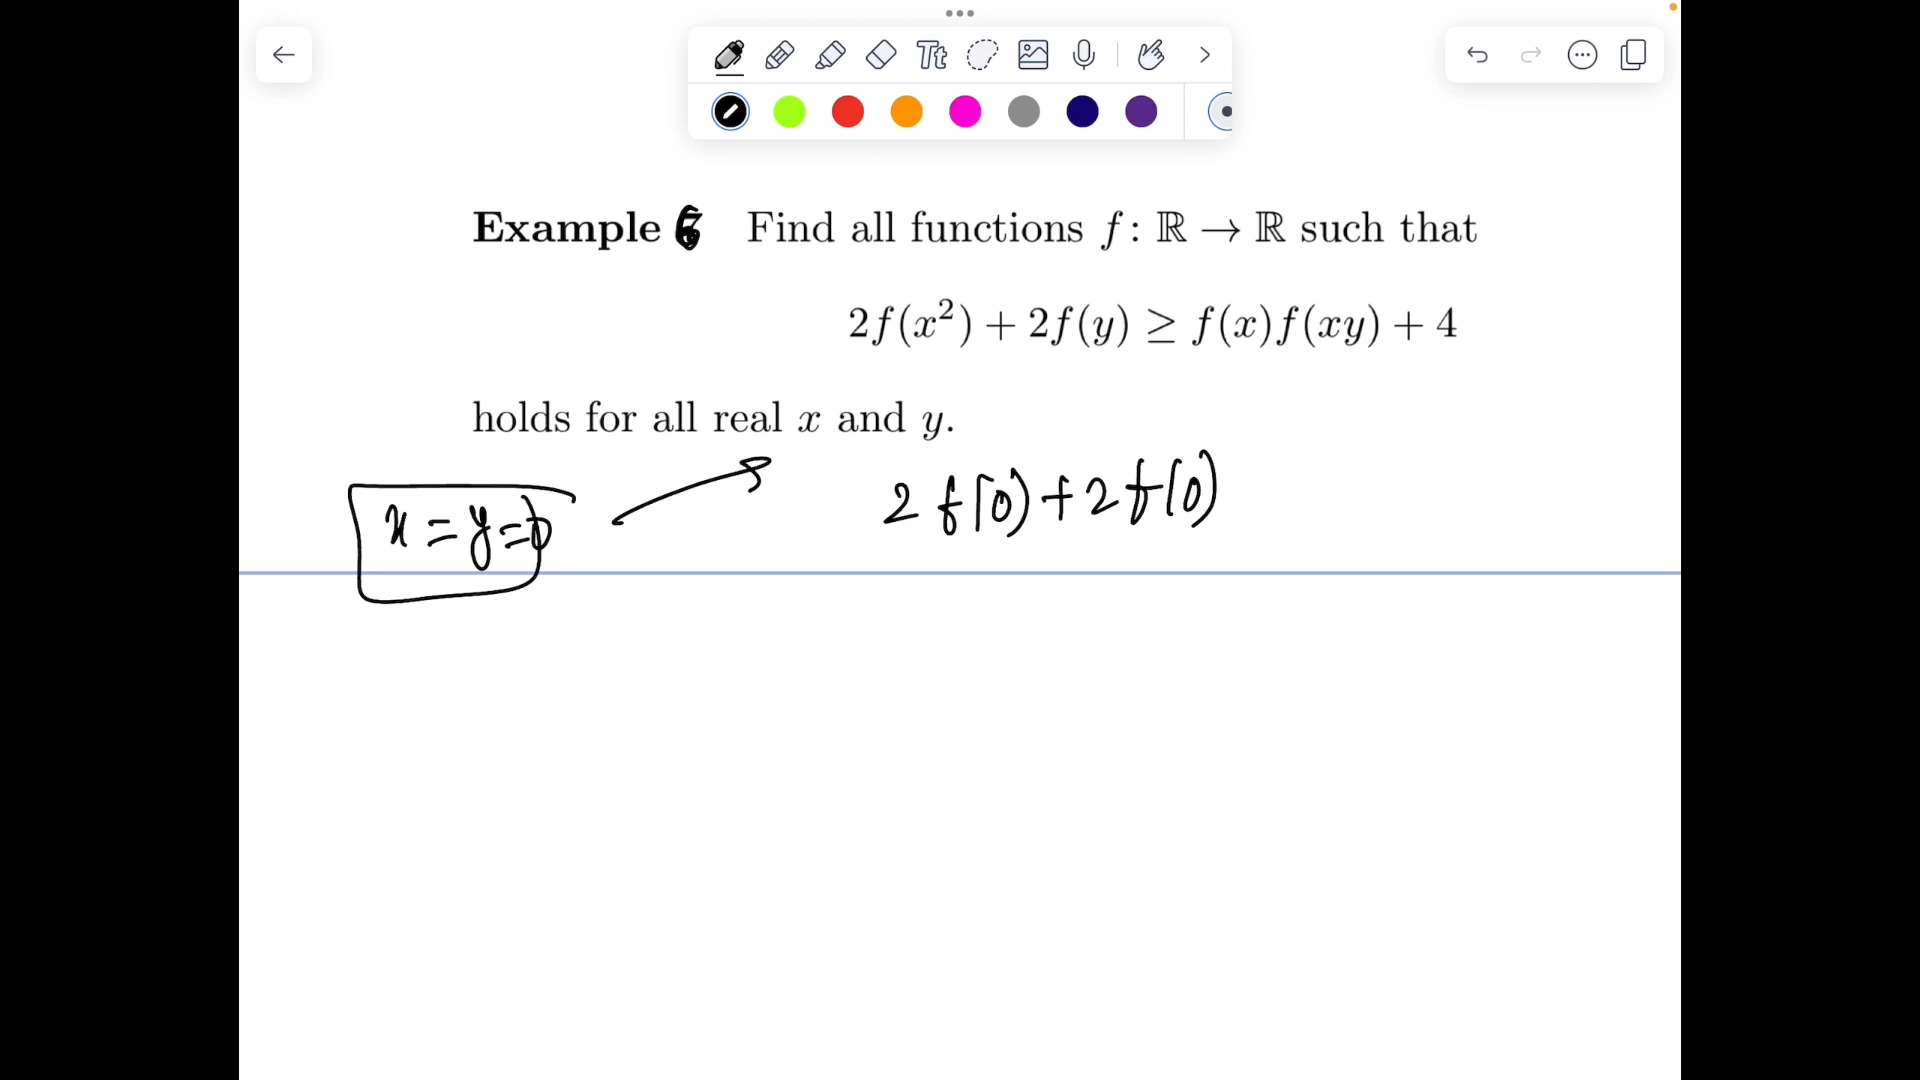 Tt
Example 6 Find all functions f: ℝ → ℝ such that
2f(x²) + 2f(y) ≥ f(x)f(xy) + 4
holds for all real x and y.
x = y = 0
2 f(0) + 2 f(0)